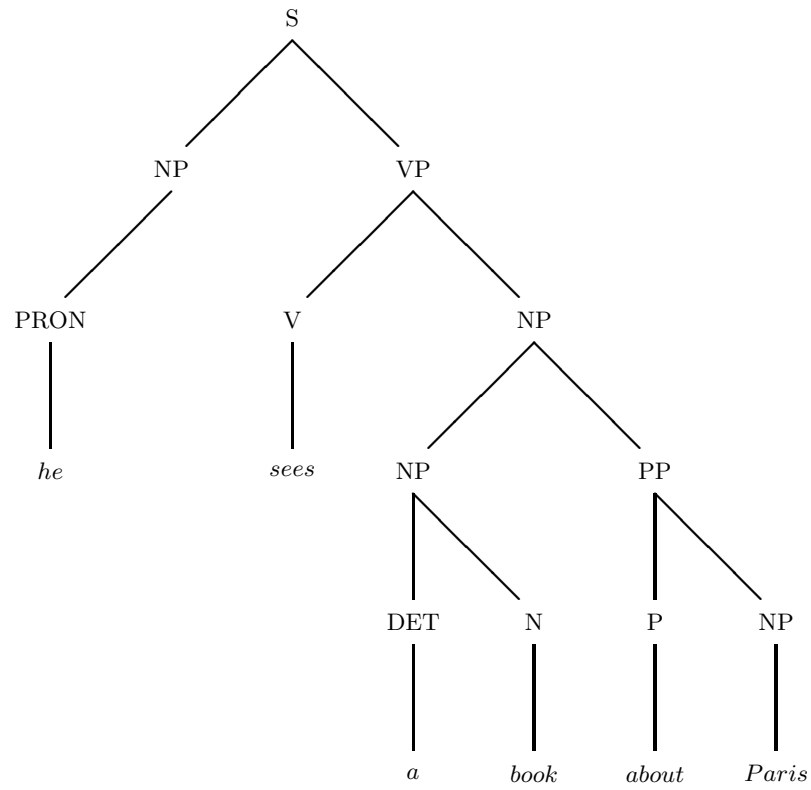 S
NP VP
PRON V NP
he sees NP PP
DET N P NP
a book about Paris